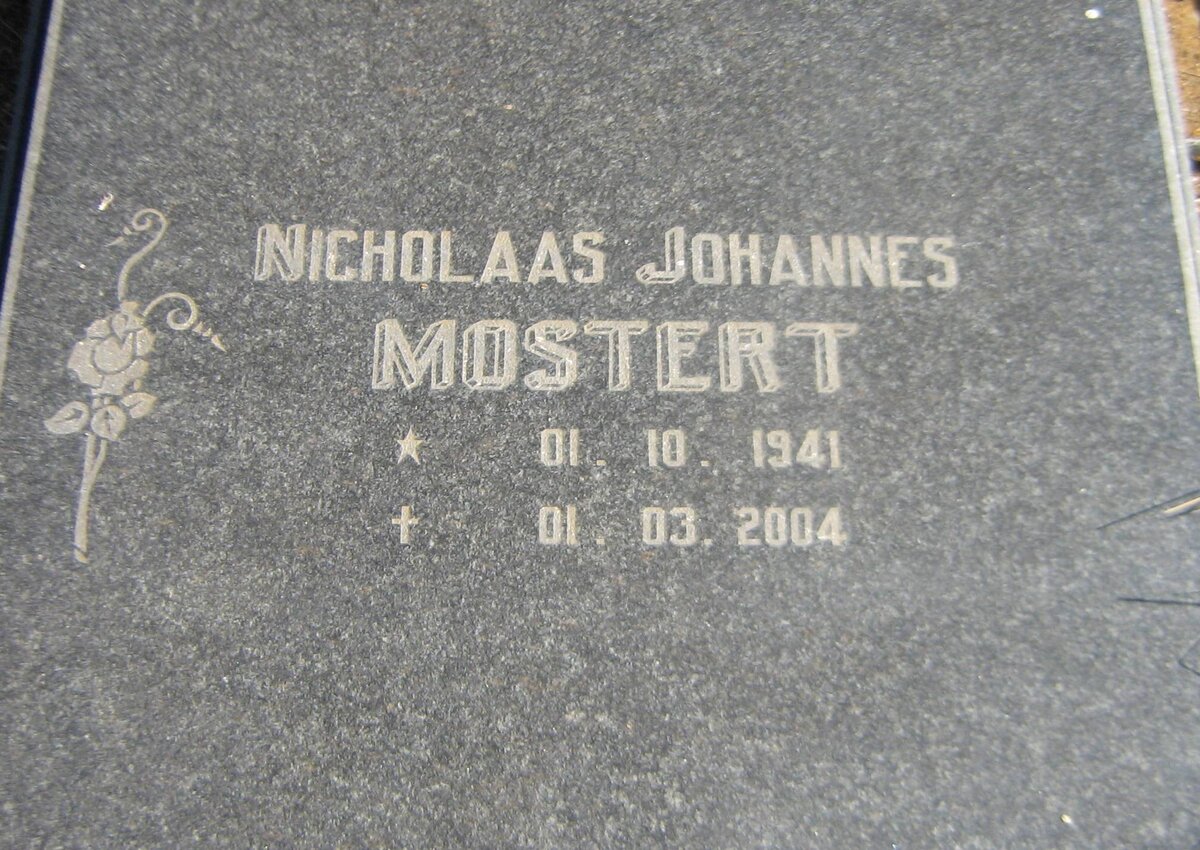 NICHOLAAS JOHANNES
MOSTERT
★ 01. 10. 1941
✝ 01. 03. 2004